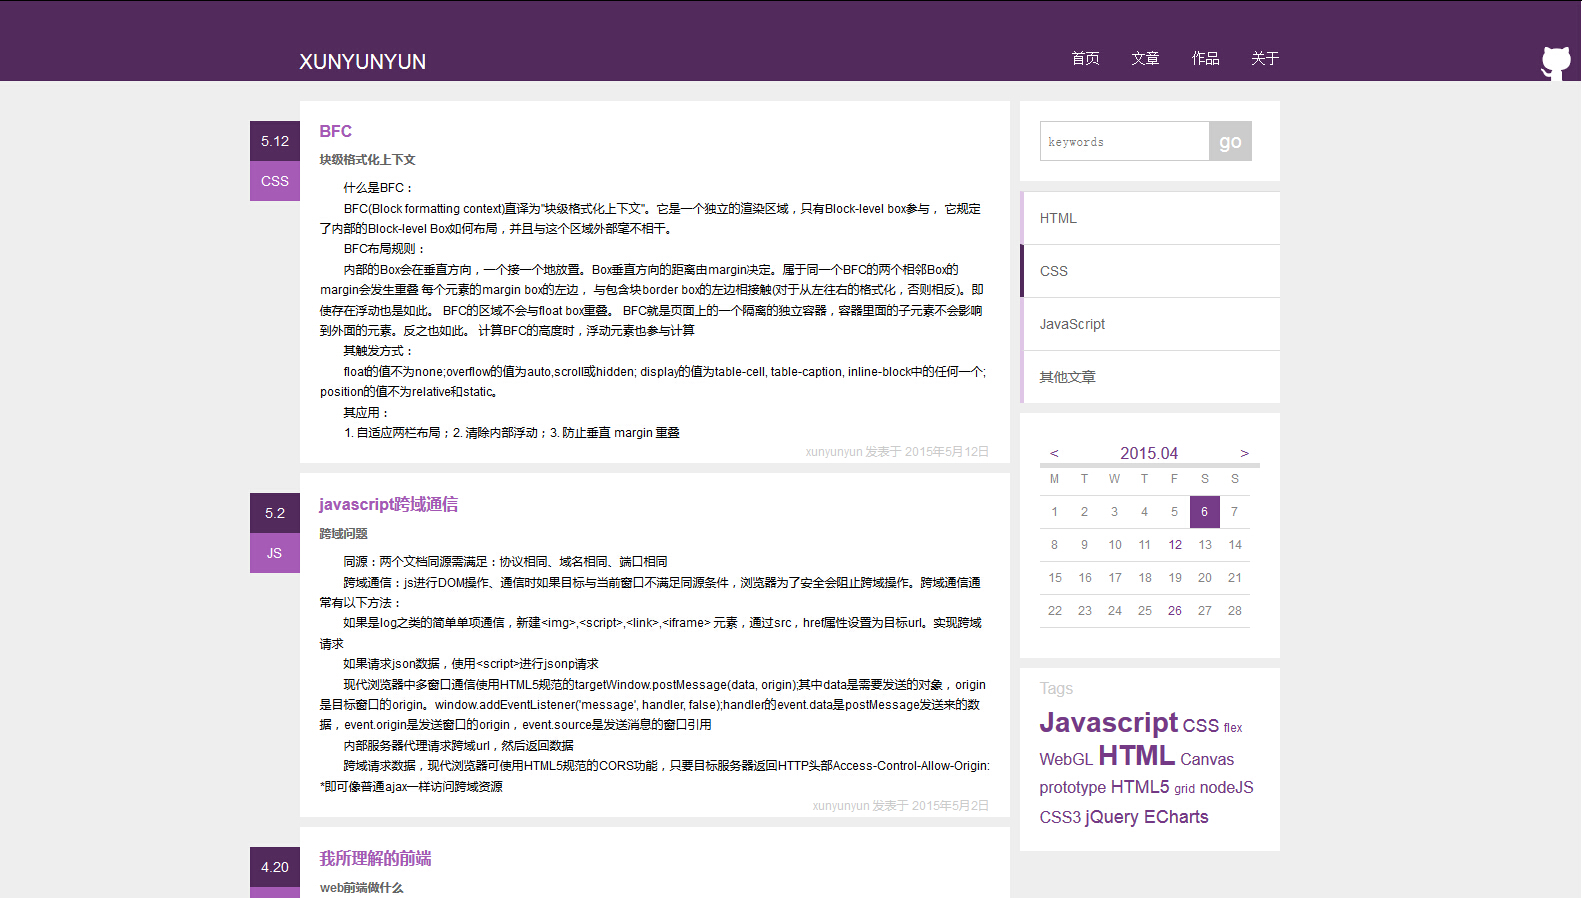 XUNYUNYUN
首页 文章 作品 关于
5.12
CSS
BFC
块级格式化上下文
什么是BFC：
BFC(Block formatting context)直译为"块级格式化上下文"。它是一个独立的渲染区域，只有Block-level box参与， 它规定
了内部的Block-level Box如何布局，并且与这个区域外部毫不相干。
BFC布局规则：
内部的Box会在垂直方向，一个接一个地放置。Box垂直方向的距离由margin决定。属于同一个BFC的两个相邻Box的
margin会发生重叠 每个元素的margin box的左边， 与包含块border box的左边相接触(对于从左往右的格式化，否则相反)。即
使存在浮动也是如此。 BFC的区域不会与float box重叠。 BFC就是页面上的一个隔离的独立容器，容器里面的子元素不会影响
到外面的元素。反之也如此。 计算BFC的高度时，浮动元素也参与计算
其触发方式：
float的值不为none;overflow的值为auto,scroll或hidden; display的值为table-cell, table-caption, inline-block中的任何一个;
position的值不为relative和static。
其应用：
1. 自适应两栏布局；2. 清除内部浮动；3. 防止垂直 margin 重叠
xunyunyun 发表于 2015年5月12日
5.2
JS
javascript跨域通信
跨域问题
同源：两个文档同源需满足：协议相同、域名相同、端口相同
跨域通信：js进行DOM操作、通信时如果目标与当前窗口不满足同源条件，浏览器为了安全会阻止跨域操作。跨域通信通
常有以下方法：
如果是log之类的简单单项通信，新建<img>,<script>,<link>,<iframe> 元素，通过src，href属性设置为目标url。实现跨域
请求
如果请求json数据，使用<script>进行jsonp请求
现代浏览器中多窗口通信使用HTML5规范的targetWindow.postMessage(data, origin);其中data是需要发送的对象，origin
是目标窗口的origin。window.addEventListener('message', handler, false);handler的event.data是postMessage发送来的数
据，event.origin是发送窗口的origin，event.source是发送消息的窗口引用
内部服务器代理请求跨域url，然后返回数据
跨域请求数据，现代浏览器可使用HTML5规范的CORS功能，只要目标服务器返回HTTP头部Access-Control-Allow-Origin:
*即可像普通ajax一样访问跨域资源
xunyunyun 发表于 2015年5月2日
4.20
我所理解的前端
web前端做什么
keywords go
HTML
CSS
JavaScript
其他文章
< 2015.04 >
M T W T F S S
1 2 3 4 5 6 7
8 9 10 11 12 13 14
15 16 17 18 19 20 21
22 23 24 25 26 27 28
Tags
Javascript CSS flex
WebGL HTML Canvas
prototype HTML5 grid nodeJS
CSS3 jQuery ECharts